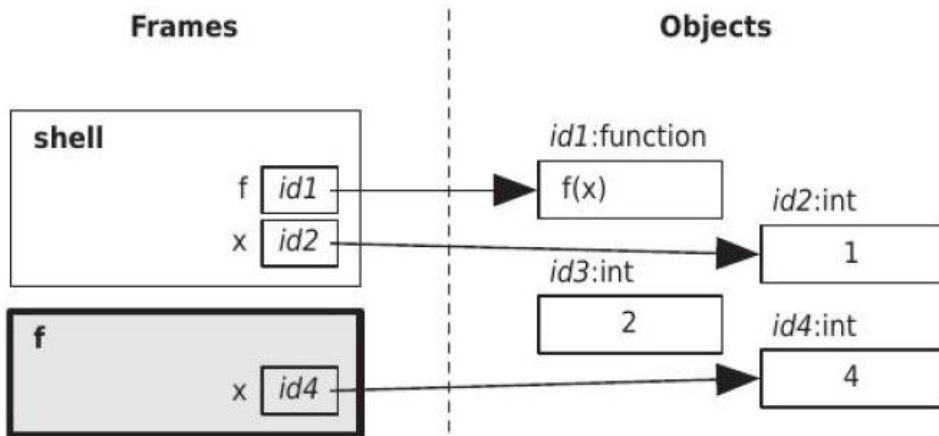 Frames
Objects
shell
f id1
x id2
id1:function
f(x)
id2:int
1
id3:int
2
f
x id4
id4:int
4